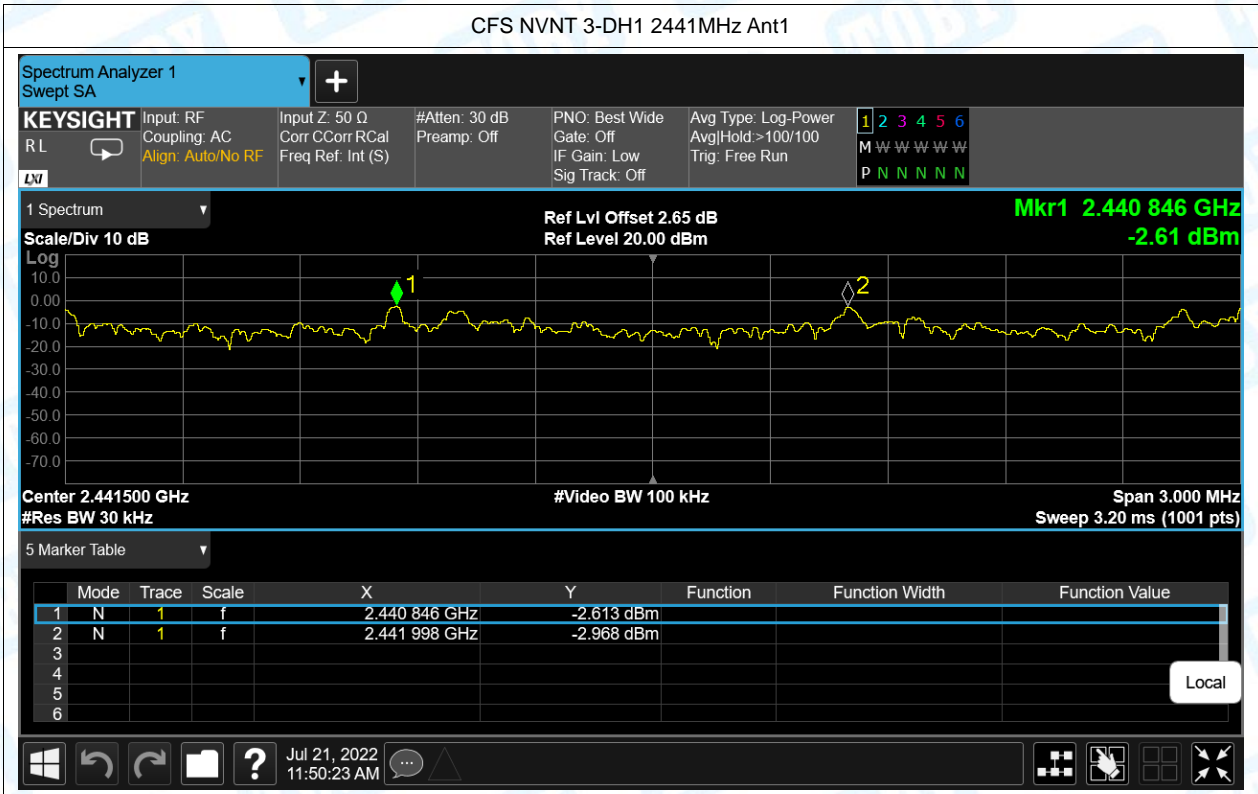 CFS NVNT 3-DH1 2441MHz Ant1
Spectrum Analyzer 1
Swept SA
KEYSIGHT Input: RF Input Z: 50 Ω #Atten: 30 dB PNO: Best Wide Avg Type: Log-Power 1 2 3 4 5 6
RL Coupling: AC Corr CCorr RCal Preamp: Off Gate: Off Avg|Hold:>100/100 M W W W W W
Align: Auto/No RF Freq Ref: Int (S) IF Gain: Low Trig: Free Run
LXI Sig Track: Off P N N N N N
1 Spectrum Ref Lvl Offset 2.65 dB Mkr1 2.440 846 GHz
Scale/Div 10 dB Ref Level 20.00 dBm -2.61 dBm
Log
10.0
0.00
-10.0
-20.0
-30.0
-40.0
-50.0
-60.0
-70.0
1
2
Center 2.441500 GHz #Video BW 100 kHz Span 3.000 MHz
#Res BW 30 kHz Sweep 3.20 ms (1001 pts)
5 Marker Table
Mode Trace Scale X Y Function Function Width Function Value
1 N 1 f 2.440 846 GHz -2.613 dBm
2 N 1 f 2.441 998 GHz -2.968 dBm
3
4
5
6
Local
? Jul 21, 2022
11:50:23 AM